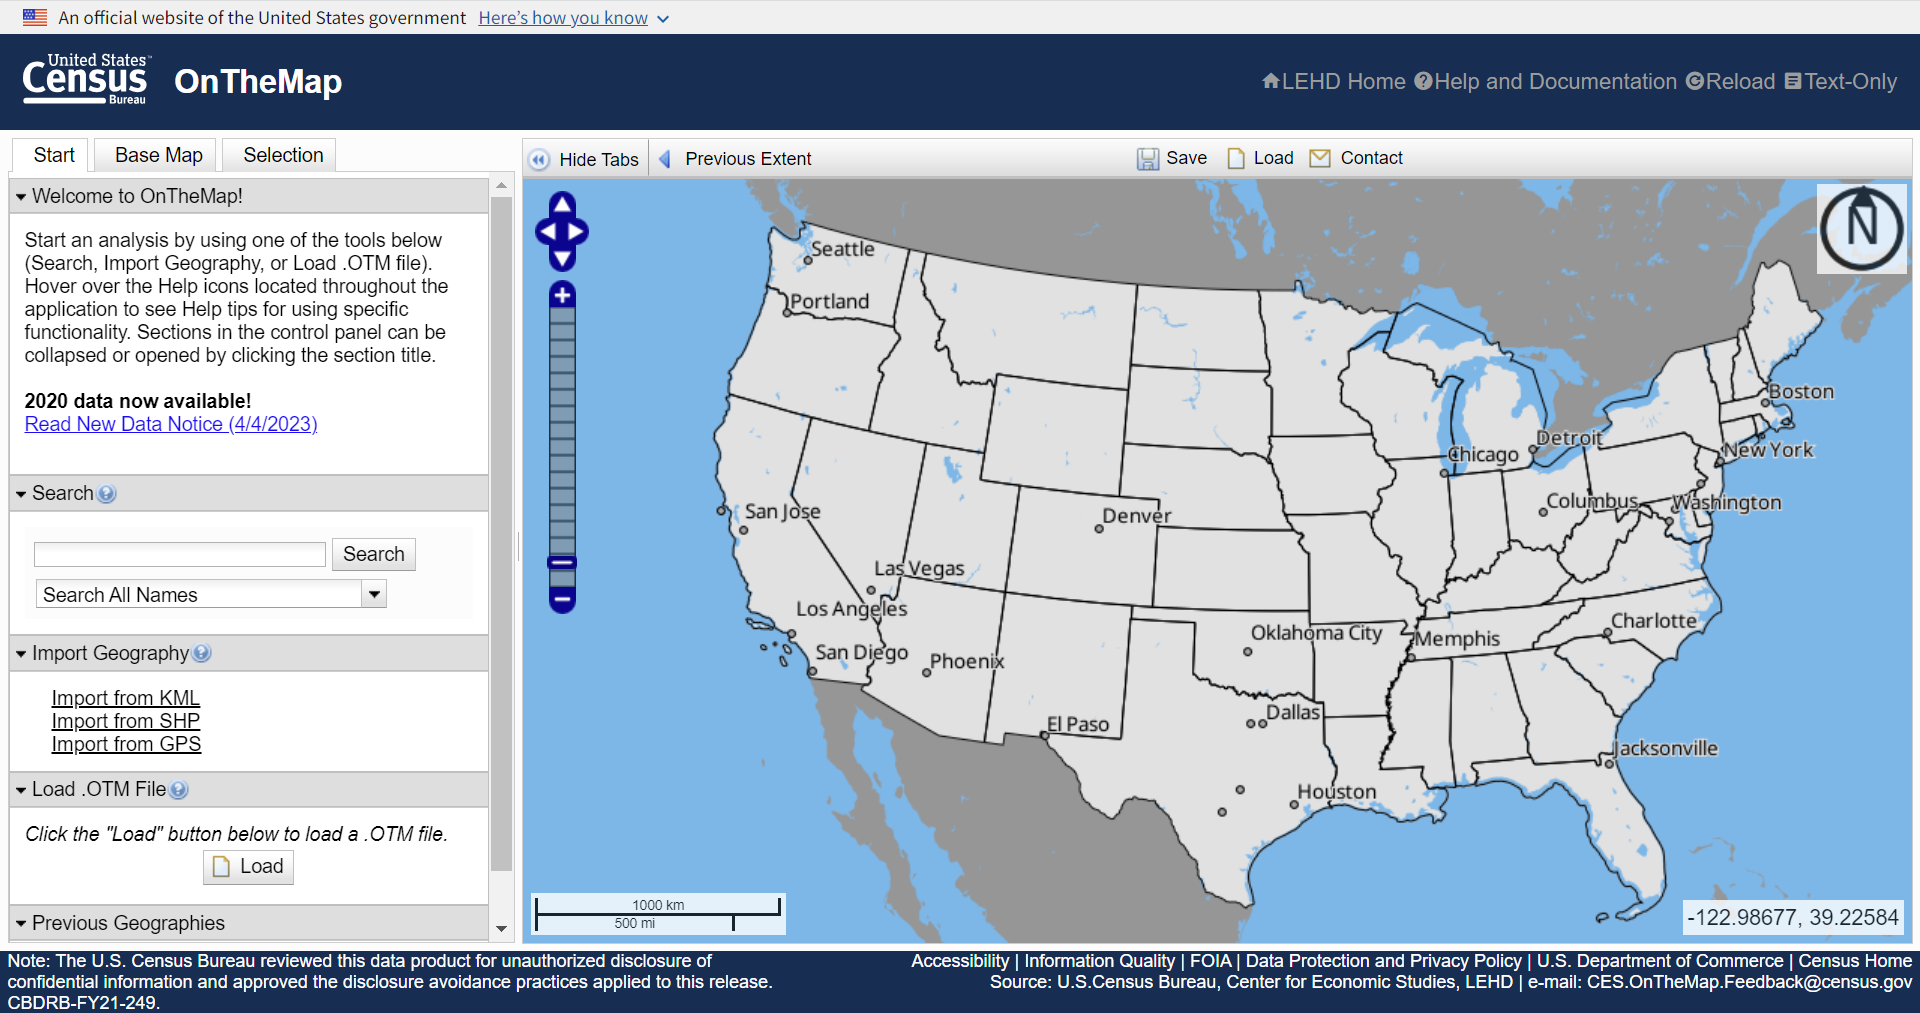 An official website of the United States government Here’s how you know
United States
Census
Bureau
OnTheMap
LEHD Home Help and Documentation Reload Text-Only
Start Base Map Selection
Hide Tabs Previous Extent Save Load Contact
Welcome to OnTheMap!
Start an analysis by using one of the tools below
(Search, Import Geography, or Load .OTM file).
Hover over the Help icons located throughout the
application to see Help tips for using specific
functionality. Sections in the control panel can be
collapsed or opened by clicking the section title.
2020 data now available!
Read New Data Notice (4/4/2023)
Search
Search
Search All Names
Import Geography
Import from KML
Import from SHP
Import from GPS
Load .OTM File
Click the "Load" button below to load a .OTM file.
Load
Previous Geographies
N
Seattle
Portland
Boston
Detroit
New York
Chicago
Columbus
Washington
San Jose
Denver
Las Vegas
Los Angeles
Charlotte
Oklahoma City
Memphis
San Diego
Phoenix
Dallas
El Paso
Jacksonville
Houston
1000 km
500 mi
-122.98677, 39.22584
Note: The U.S. Census Bureau reviewed this data product for unauthorized disclosure of
confidential information and approved the disclosure avoidance practices applied to this release.
CBDRB-FY21-249.
Accessibility | Information Quality | FOIA | Data Protection and Privacy Policy | U.S. Department of Commerce | Census Home
Source: U.S.Census Bureau, Center for Economic Studies, LEHD | e-mail: CES.OnTheMap.Feedback@census.gov